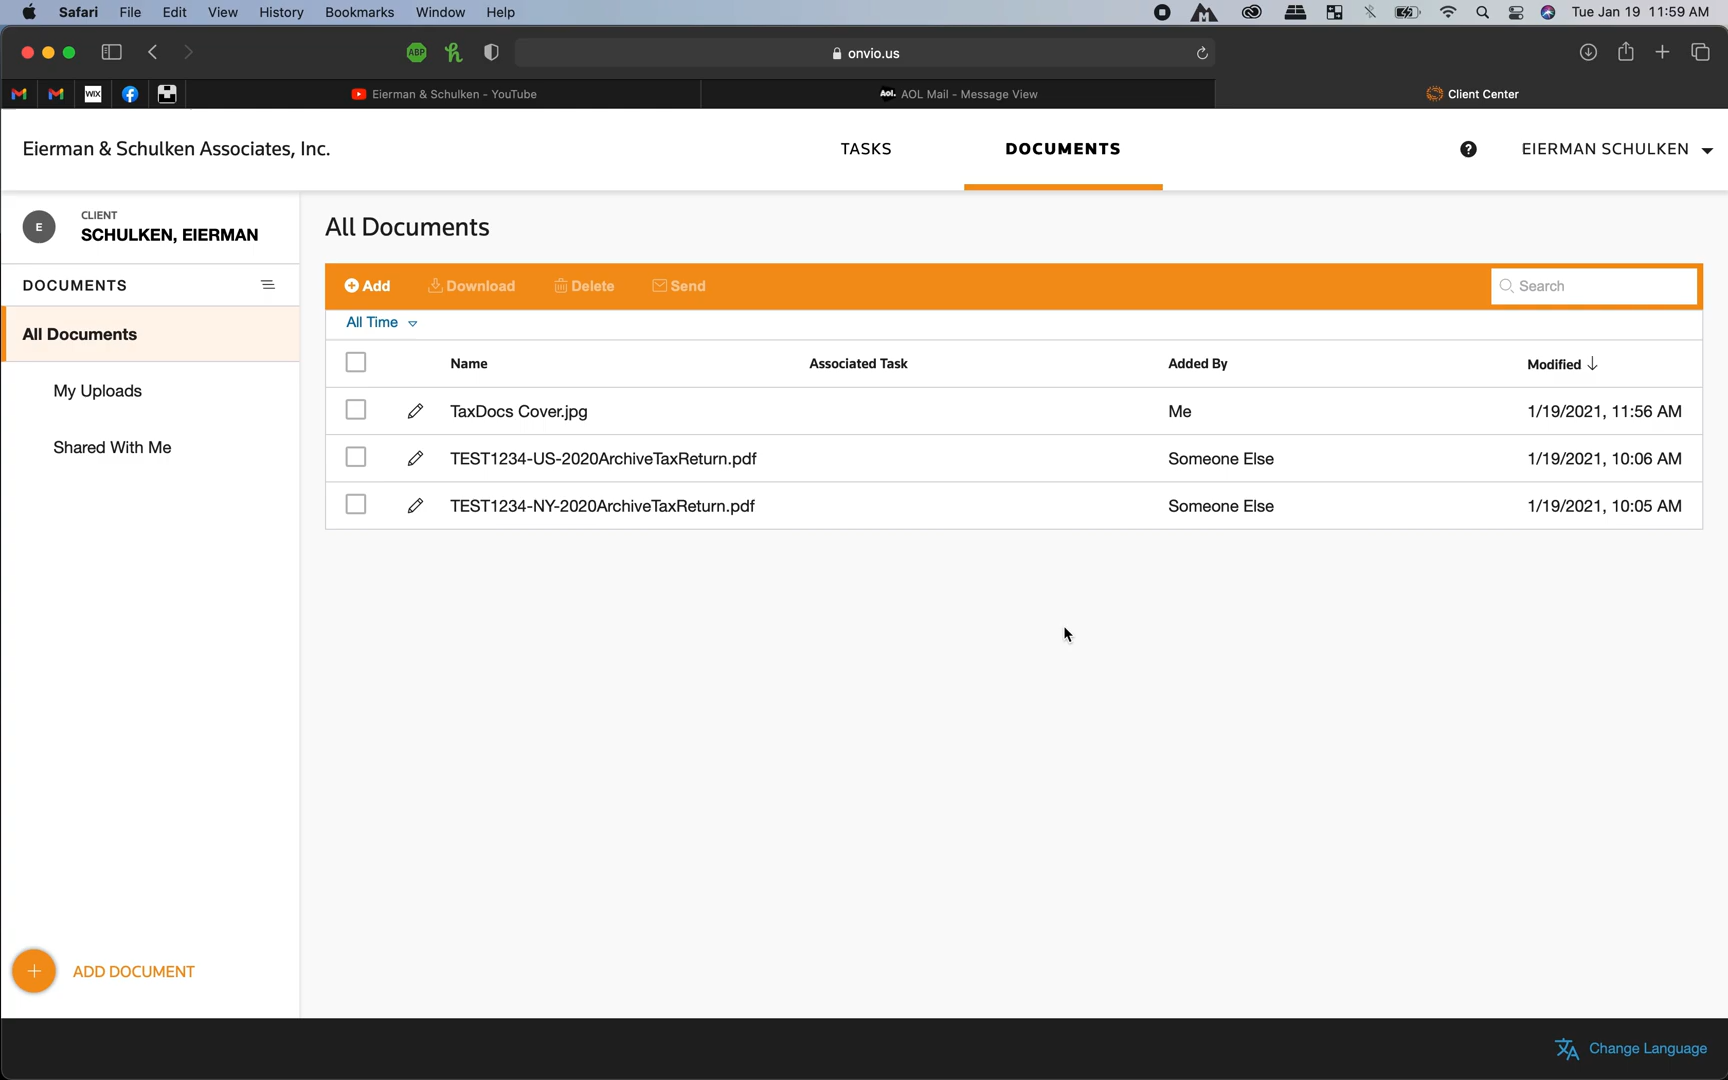 Safari File Edit View History Bookmarks Window Help Tue Jan 19 11:59 AM
ABP onvio.us
WIX Eierman & Schulken - YouTube Aol. AOL Mail - Message View Client Center
Eierman & Schulken Associates, Inc. TASKS DOCUMENTS ? EIERMAN SCHULKEN
E CLIENT
SCHULKEN, EIERMAN
DOCUMENTS
All Documents
My Uploads
Shared With Me
ADD DOCUMENT
All Documents
Add Download Delete Send Search
All Time
Name Associated Task Added By Modified
TaxDocs Cover.jpg Me 1/19/2021, 11:56 AM
TEST1234-US-2020ArchiveTaxReturn.pdf Someone Else 1/19/2021, 10:06 AM
TEST1234-NY-2020ArchiveTaxReturn.pdf Someone Else 1/19/2021, 10:05 AM
Change Language